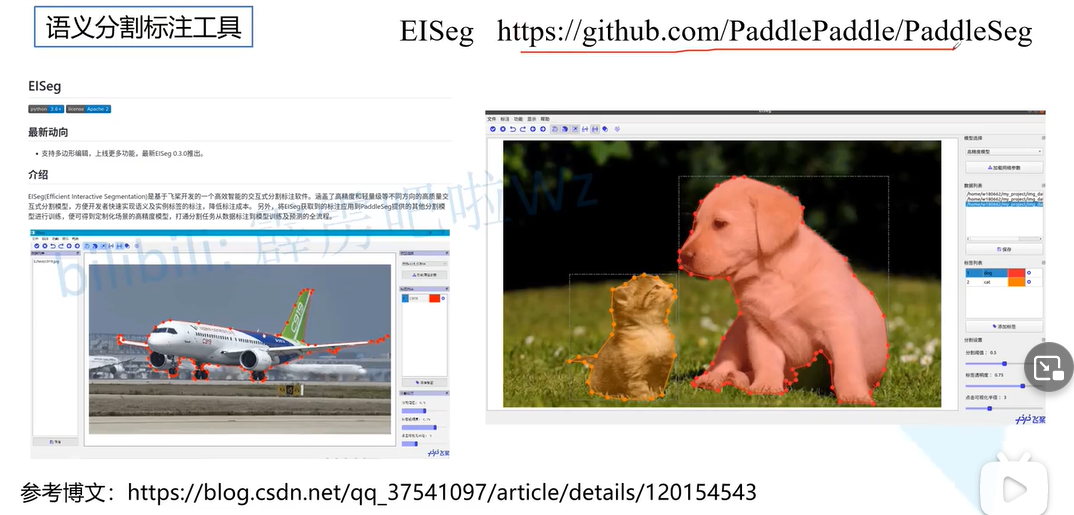 语义分割标注工具
EISeg https://github.com/PaddlePaddle/PaddleSeg
EISeg
python 3.6+ license Apache 2
最新动向
支持多边形编辑，上线更多功能，最新EISeg 0.3.0推出。
介绍
EISeg(Efficient Interactive Segmentation)是基于飞桨开发的一个高效智能的交互式分割标注软件。涵盖了高精度和轻量级等不同方向的高质量交
互式分割模型，方便开发者快速实现语义及实例标签的标注，降低标注成本。 另外，将EISeg获取到的标注应用到PaddleSeg提供的其他分割模
型进行训练，便可得到定制化场景的高精度模型，打通分割任务从数据标注到模型训练及预测的全流程。
bilibili: 霹雳吧啦Wz
C919
飞桨
EISeg
文件 标注 功能 显示 帮助
模型选择
高精度模型
加载网络参数
数据列表
/home/w180662/my_project/img_da
/home/w180662/my_project/img_da
/home/w180662/my_project/img_da
保存
标签列表
1 dog
2 cat
添加标签
分割设置
分割阈值：0.5
标签透明度：0.75
点击可视化半径：3
飞桨
参考博文：https://blog.csdn.net/qq_37541097/article/details/120154543